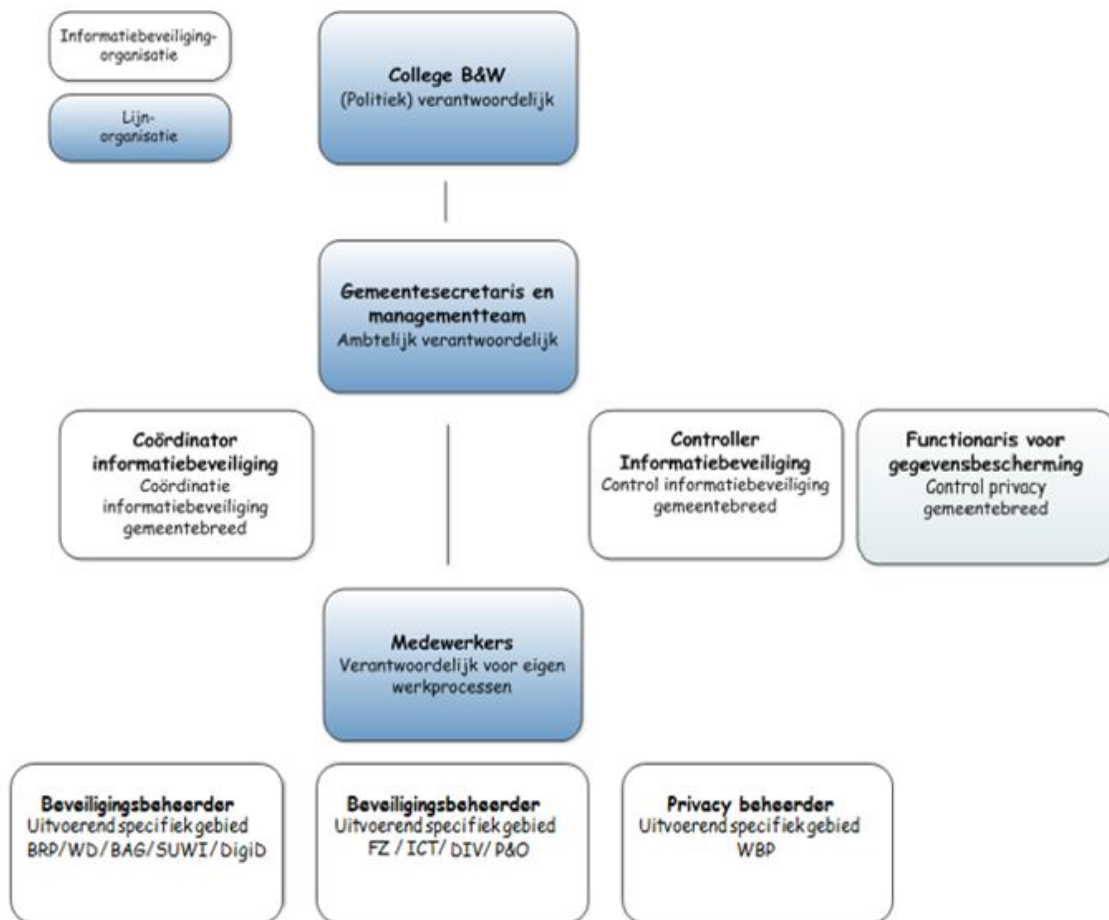 Informatiebeveiliging-
organisatie
Lijn-
organisatie
College B&W
(Politiek) verantwoordelijk
Gemeentesecretaris en
managementteam
Ambtelijk verantwoordelijk
Coördinator
informatiebeveiliging
Coördinatie
informatiebeveiliging
gemeentebreed
Controller
Informatiebeveiliging
Control informatiebeveiliging
gemeentebreed
Functionaris voor
gegevensbescherming
Control privacy
gemeentebreed
Medewerkers
Verantwoordelijk voor eigen
werkprocessen
Beveiligingsbeheerder
Uitvoerend specifiek gebied
BRP/WD/BAG/SUWI/DigiD
Beveiligingsbeheerder
Uitvoerend specifiek gebied
FZ / ICT/ DIV/ P&O
Privacy beheerder
Uitvoerend specifiek gebied
WBP